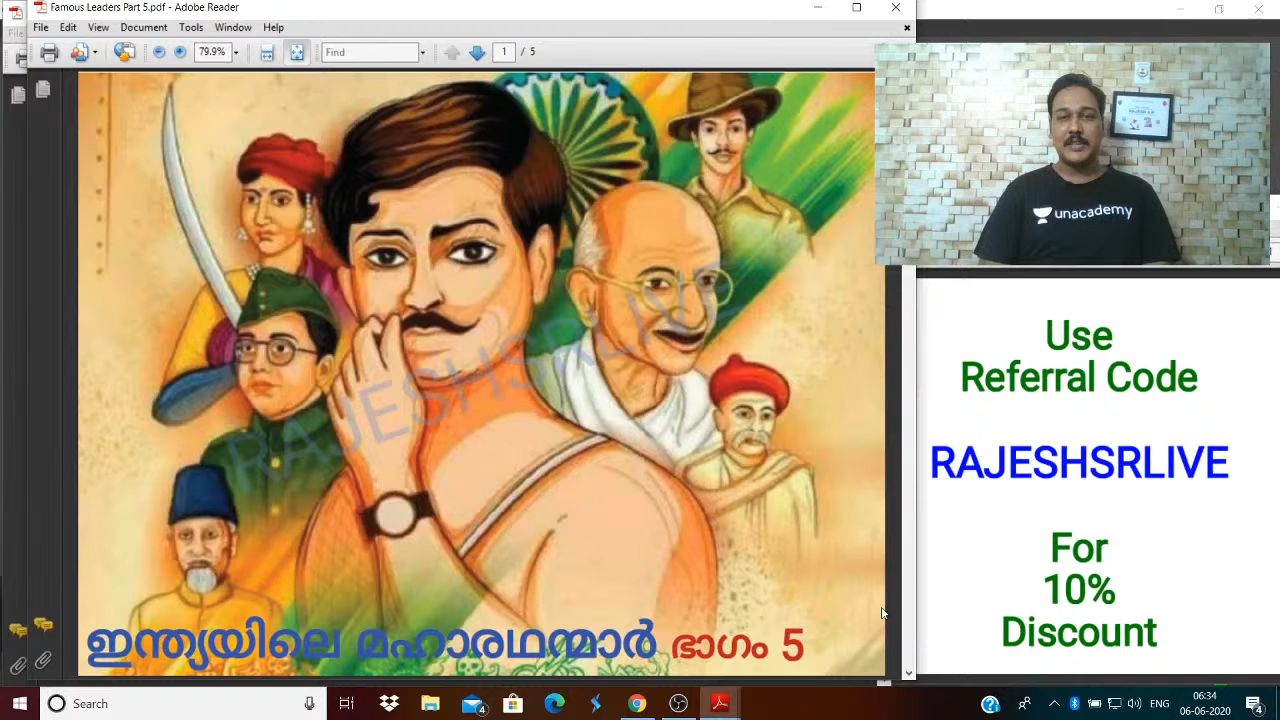 Famous Leaders Part 5.pdf - Adobe Reader
File Edit View Document Tools Window Help
79.9% Find 1 / 5
unacademy
RAJESHSRLIVE
Use
Referral Code
RAJESHSRLIVE
For
10%
Discount
ഇന്ത്യയിലെ മഹാരഥന്മാർ ഭാഗം 5
Search
4
ENG
06:34
06-06-2020
4